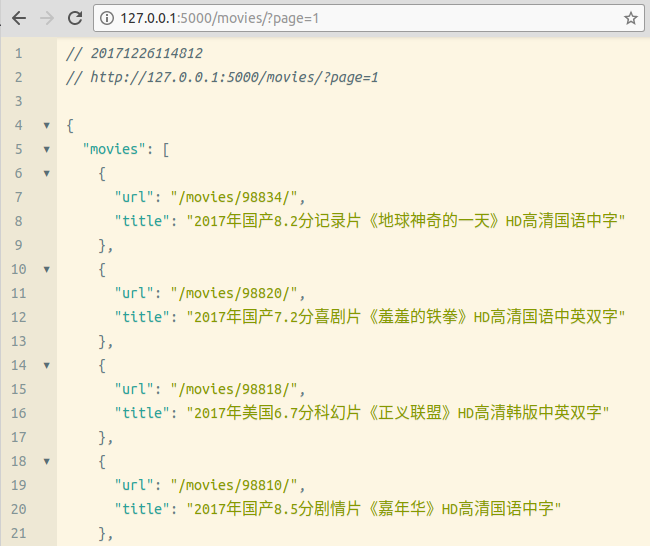 127.0.0.1:5000/movies/?page=1
1 // 20171226114812
2 // http://127.0.0.1:5000/movies/?page=1
3
4 {
5 "movies": [
6 {
7 "url": "/movies/98834/",
8 "title": "2017年国产8.2分记录片《地球神奇的一天》HD高清国语中字"
9 },
10 {
11 "url": "/movies/98820/",
12 "title": "2017年国产7.2分喜剧片《羞羞的铁拳》HD高清国语中英双字"
13 },
14 {
15 "url": "/movies/98818/",
16 "title": "2017年美国6.7分科幻片《正义联盟》HD高清韩版中英双字"
17 },
18 {
19 "url": "/movies/98810/",
20 "title": "2017年国产8.5分剧情片《嘉年华》HD高清国语中字"
21 },